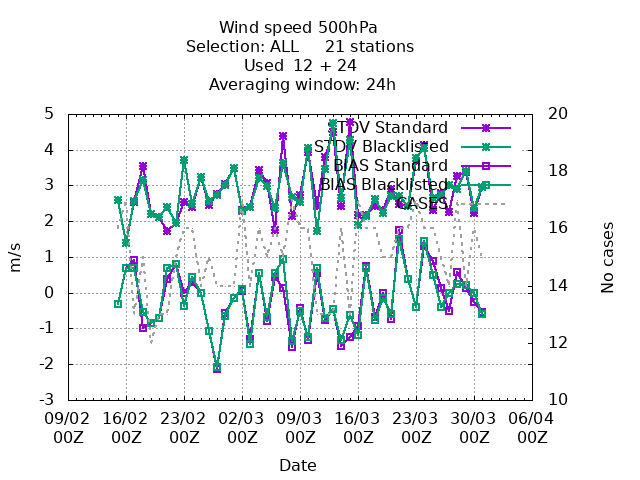 Wind speed 500hPa
Selection: ALL     21 stations
Used  12 + 24
Averaging window: 24h
STDV Standard
STDV Blacklisted
BIAS Standard
BIAS Blacklisted
CASES
5
4
3
2
1
0
-1
-2
-3
m/s
20
18
16
14
12
10
No cases
09/02 16/02 23/02 02/03 09/03 16/03 23/03 30/03 06/04
00Z 00Z 00Z 00Z 00Z 00Z 00Z 00Z 00Z
Date